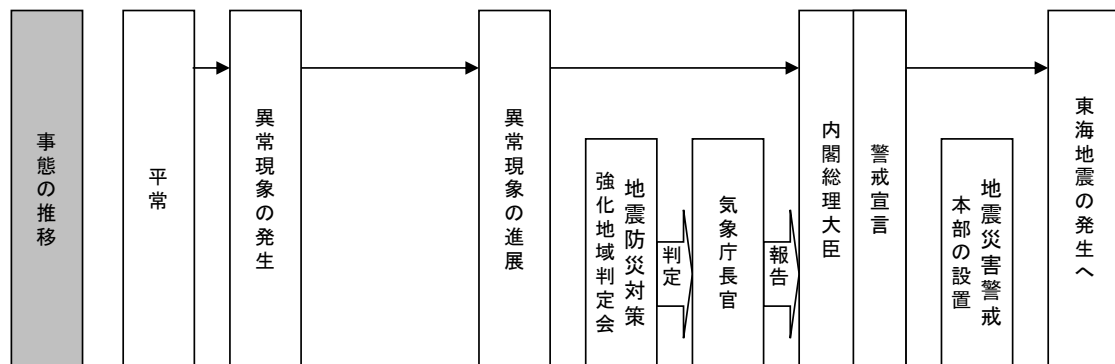 事態の推移
平常
異常現象の発生
異常現象の進展
地震防災対策
強化地域判定会
判定
気象庁長官
報告
内閣総理大臣
警戒宣言
地震災害警戒
本部の設置
東海地震の発生へ